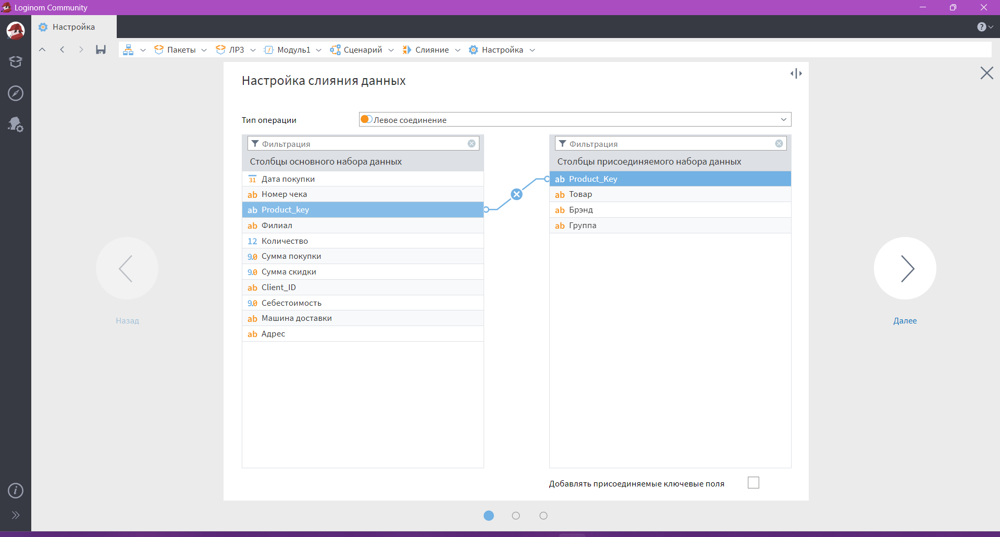 Loginom Community
Настройка
Пакеты ЛР3 Модуль1 Сценарий Слияние Настройка
Настройка слияния данных
Тип операции Левое соединение
Фильтрация
Столбцы основного набора данных
31 Дата покупки
ab Номер чека
ab Product_key
ab Филиал
12 Количество
9.0 Сумма покупки
9.0 Сумма скидки
ab Client_ID
9.0 Себестоимость
ab Машина доставки
ab Адрес
Фильтрация
Столбцы присоединяемого набора данных
ab Product_Key
ab Товар
ab Брэнд
ab Группа
Добавлять присоединяемые ключевые поля
Назад
Далее